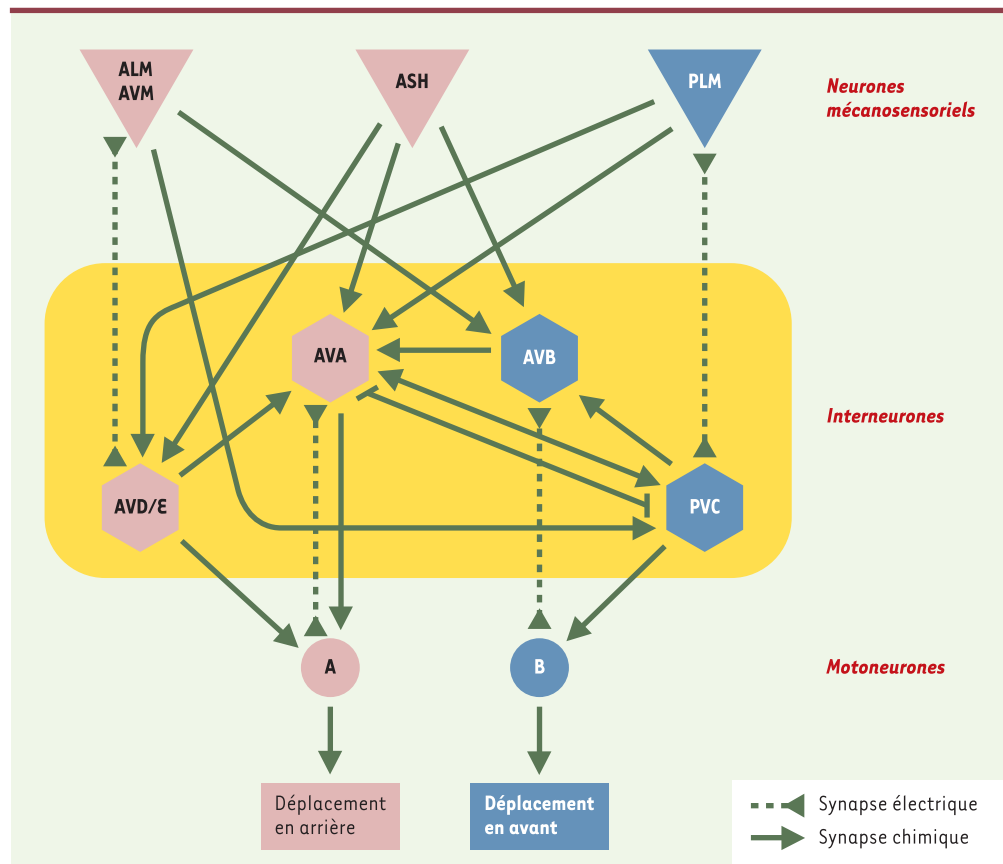 ALM
AVM
ASH
PLM
Neurones
mécanosensoriels
AVA
AVB
Interneurones
AVD/E
PVC
A
B
Motoneurones
Déplacement
en arrière
Déplacement
en avant
Synapse électrique
Synapse chimique